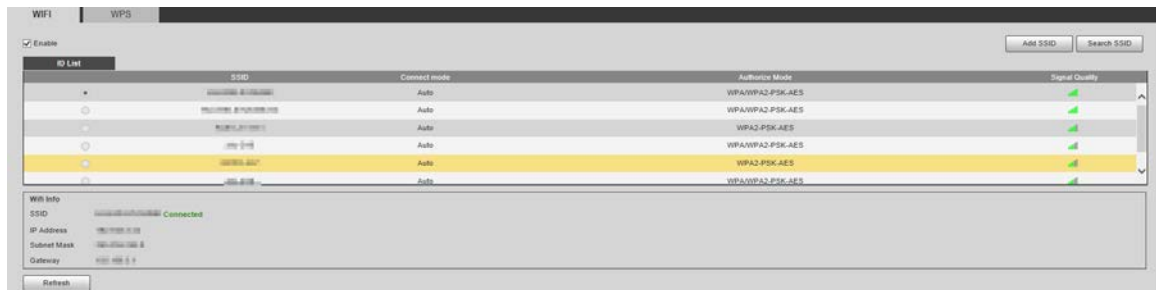 WIFI WPS
Enable Add SSID Search SSID
ID List
SSID Connect mode Authorize Mode Signal Quality
Auto WPA/WPA2-PSK-AES
Auto WPA/WPA2-PSK-AES
Auto WPA2-PSK-AES
Auto WPA/WPA2-PSK-AES
Auto WPA2-PSK-AES
Auto WPA/WPA2-PSK-AES
Wifi Info
SSID Connected
IP Address
Subnet Mask
Gateway
Refresh